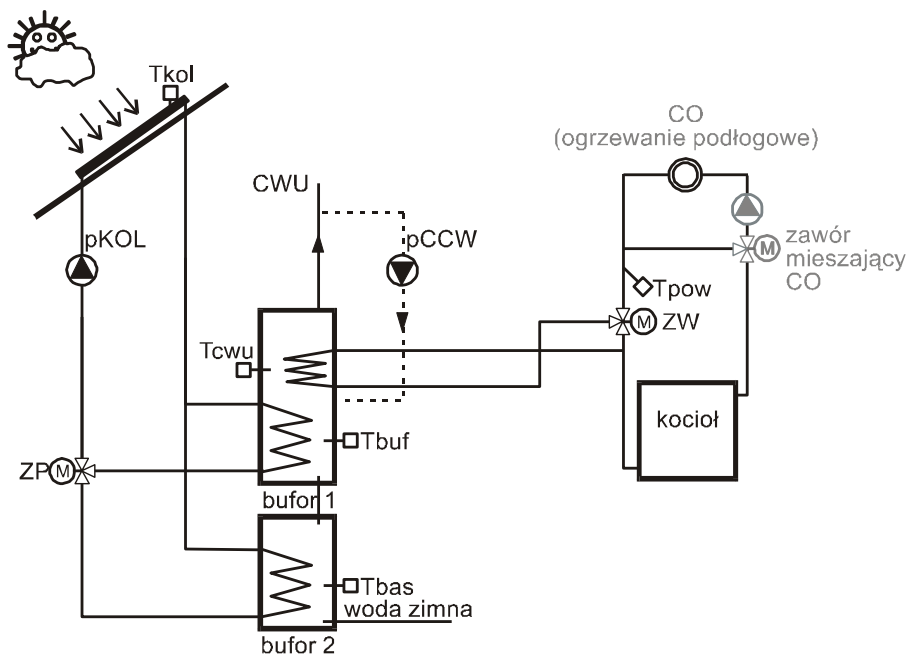 Tkol
CO
(ogrzewanie podłogowe)
CWU
pKOL
pCCW
zawór
mieszający
CO
M
Tpow
M
ZW
Tcwu
kocioł
Tbuf
ZP
M
bufor 1
Tbas
woda zimna
bufor 2